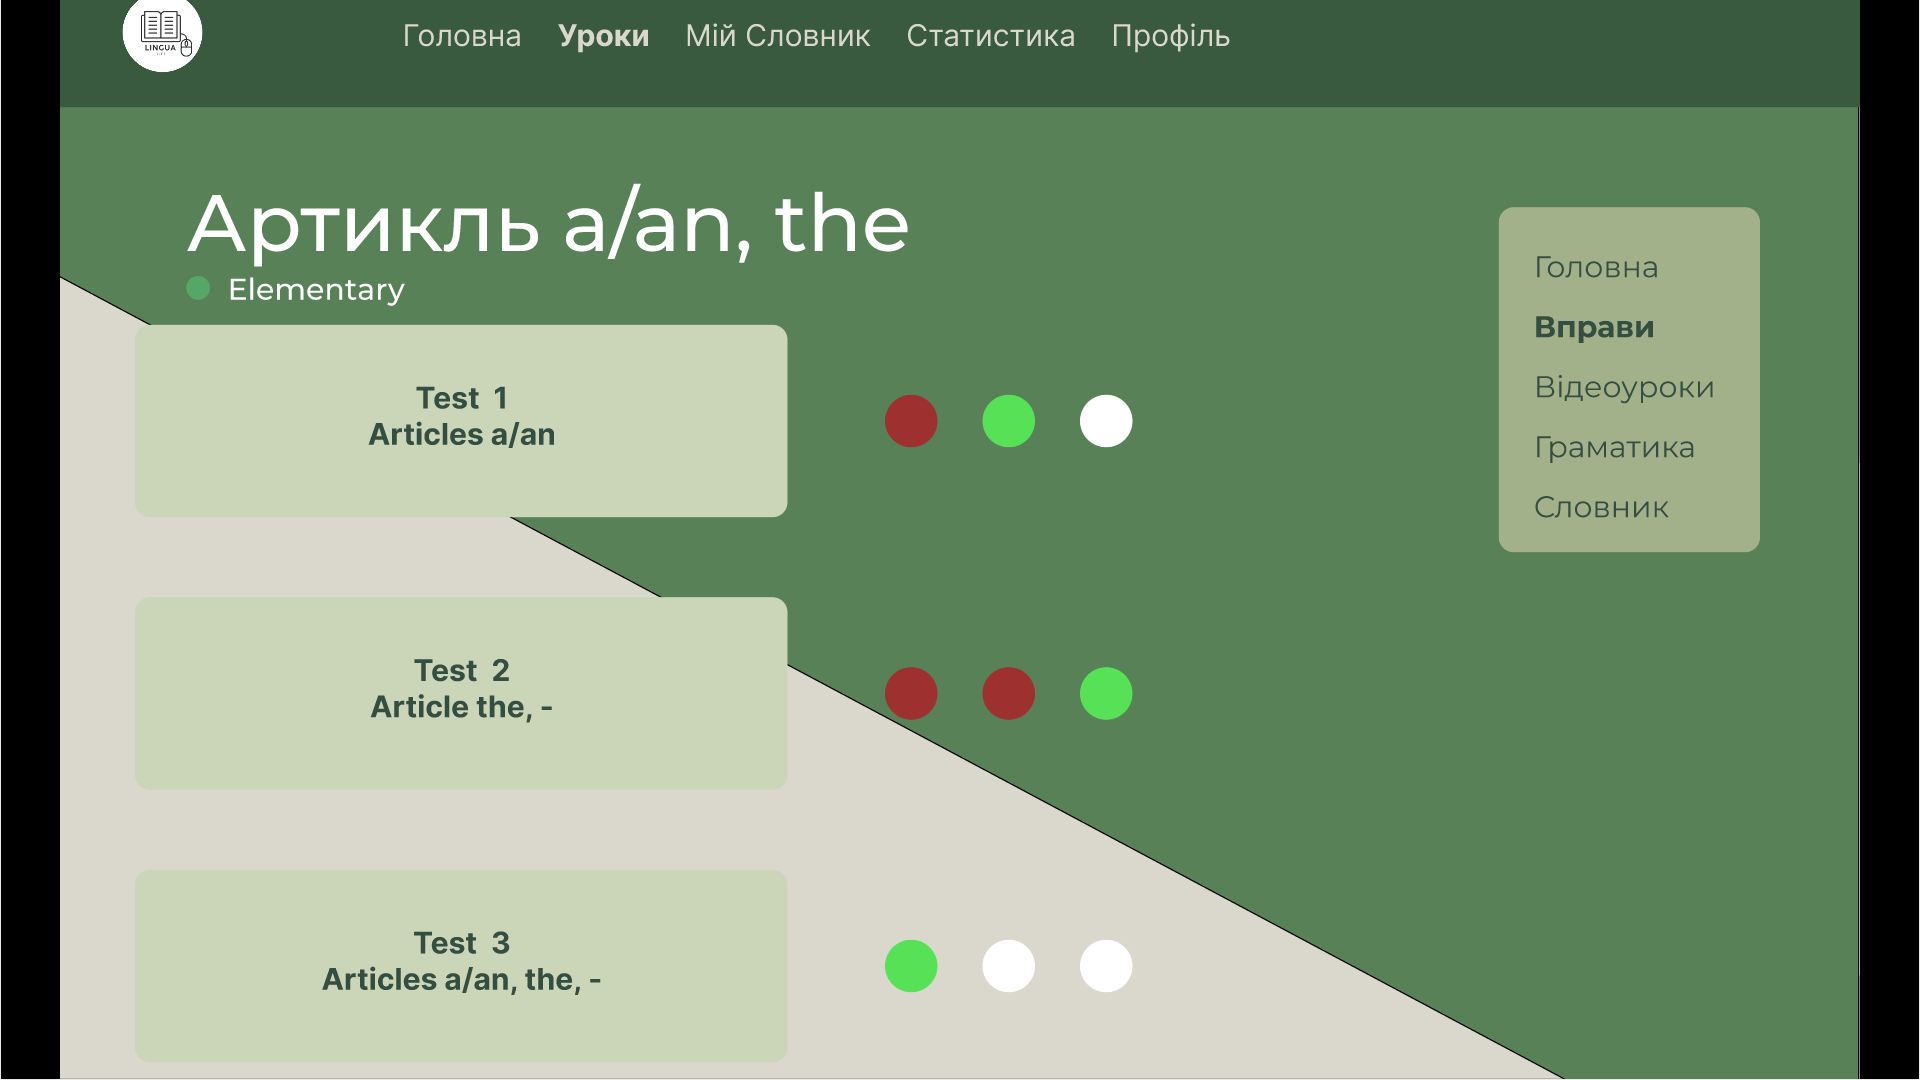 LINGUA
Головна Уроки Мій Словник Статистика Профіль
Артикль a/an, the
Elementary
Test 1
Articles a/an
Test 2
Article the, -
Test 3
Articles a/an, the, -
Головна
Вправи
Відеоуроки
Граматика
Словник